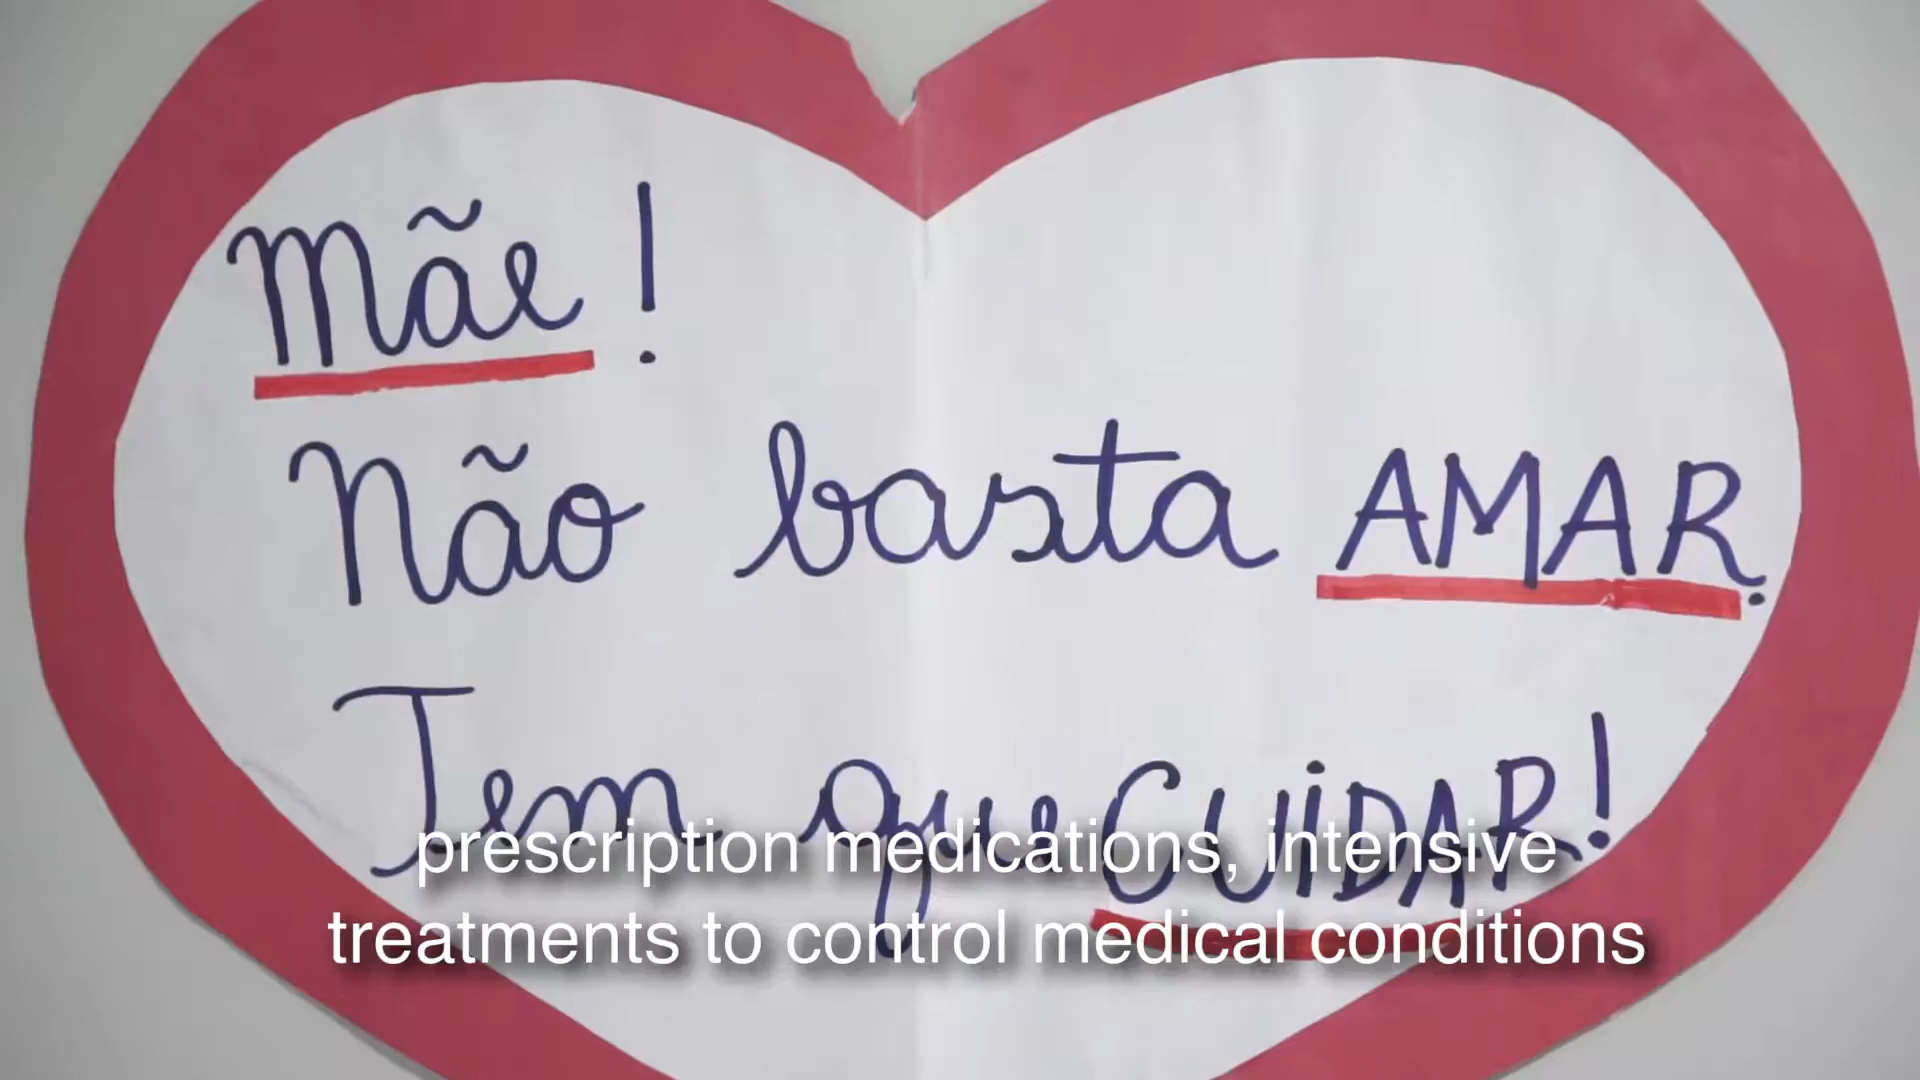 Mãe!
Não basta AMAR.
Tem que CUIDAR!
prescription medications, intensive
treatments to control medical conditions